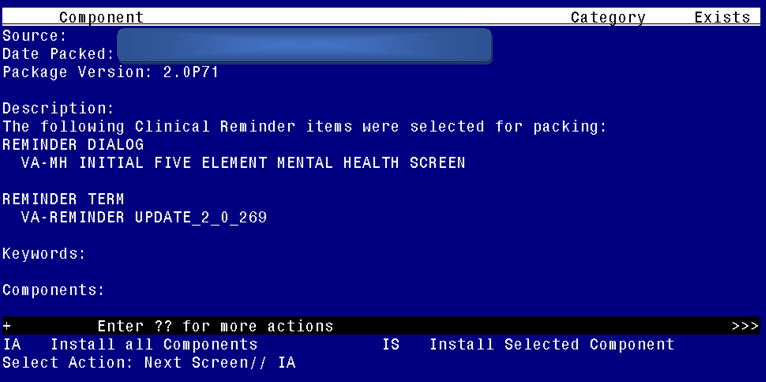 Component Category Exists
Source:
Date Packed:
Package Version: 2.0P71
Description:
The following Clinical Reminder items were selected for packing:
REMINDER DIALOG
VA-MH INITIAL FIVE ELEMENT MENTAL HEALTH SCREEN
REMINDER TERM
VA-REMINDER UPDATE_2_0_269
Keywords:
Components:
+ Enter ?? for more actions >>>
IA Install all Components IS Install Selected Component
Select Action: Next Screen// IA